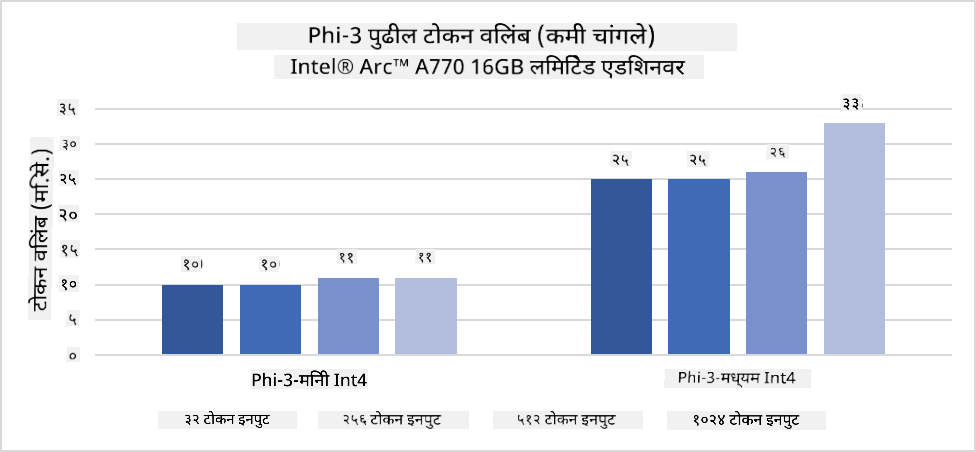 Phi-3 पुढील टोकन विलंब (कमी चांगले)
Intel® Arc™ A770 16GB लिमिटेड एडिशनवर
टोकन विलंब (मि.से.)
३५
३०
२५
२०
१५
१०
५
०
१० १० ११ ११ २५ २५ २६ ३३
Phi-3-मिनी Int4 Phi-3-मध्यम Int4
३२ टोकन इनपुट २५६ टोकन इनपुट ५१२ टोकन इनपुट १०२४ टोकन इनपुट